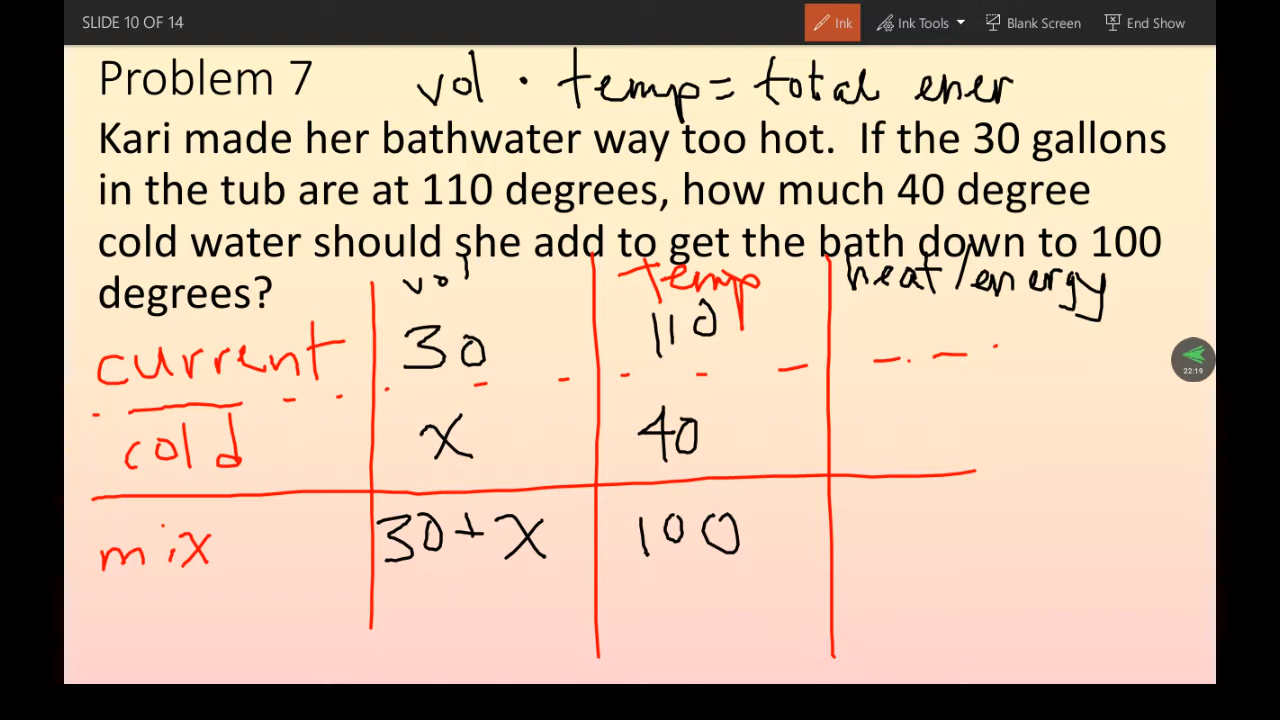 SLIDE 10 OF 14 Ink Ink Tools Blank Screen End Show
Problem 7 vol · temp = total ener
Kari made her bathwater way too hot. If the 30 gallons
in the tub are at 110 degrees, how much 40 degree
cold water should she add to get the bath down to 100
degrees? vol temp heat/energy
current 30 110
cold x 40
mix 30+x 100
22:19